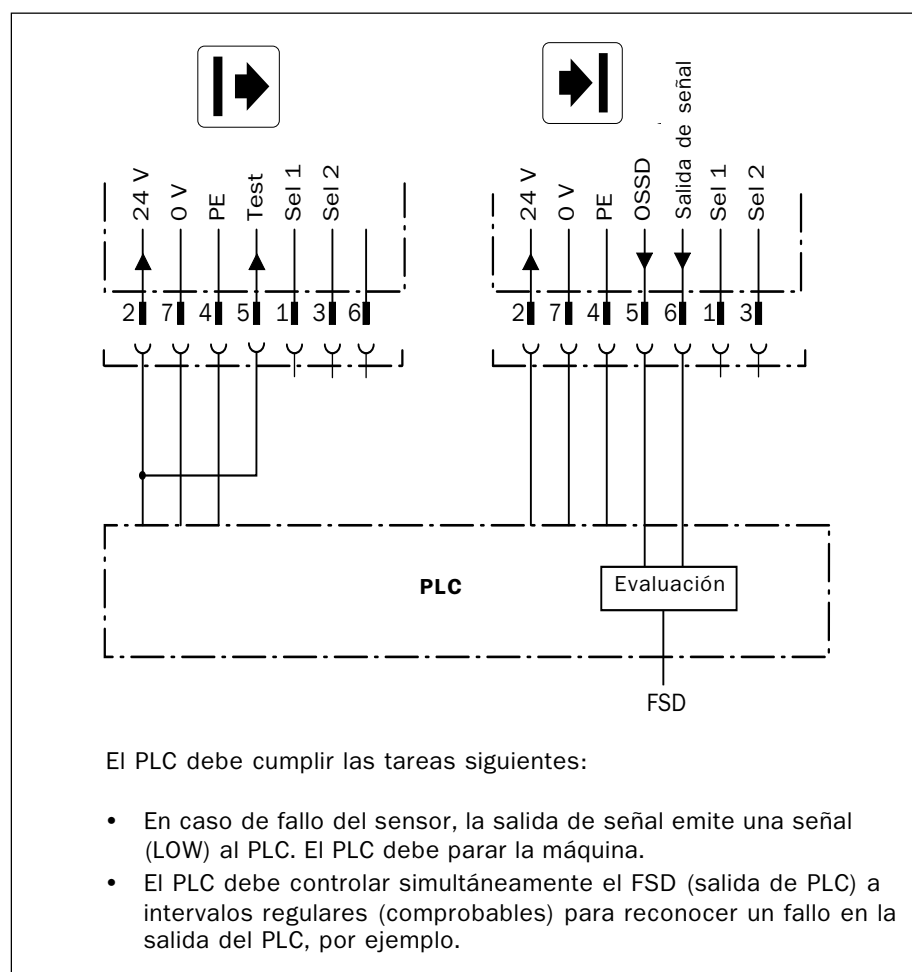 24 V
0 V
PE
Test
Sel 1
Sel 2
2 7 4 5 1 3 6
24 V
0 V
PE
OSSD
Salida de señal
Sel 1
Sel 2
2 7 4 5 6 1 3
PLC
Evaluación
FSD
El PLC debe cumplir las tareas siguientes:
• En caso de fallo del sensor, la salida de señal emite una señal
(LOW) al PLC. El PLC debe parar la máquina.
• El PLC debe controlar simultáneamente el FSD (salida de PLC) a
intervalos regulares (comprobables) para reconocer un fallo en la
salida del PLC, por ejemplo.